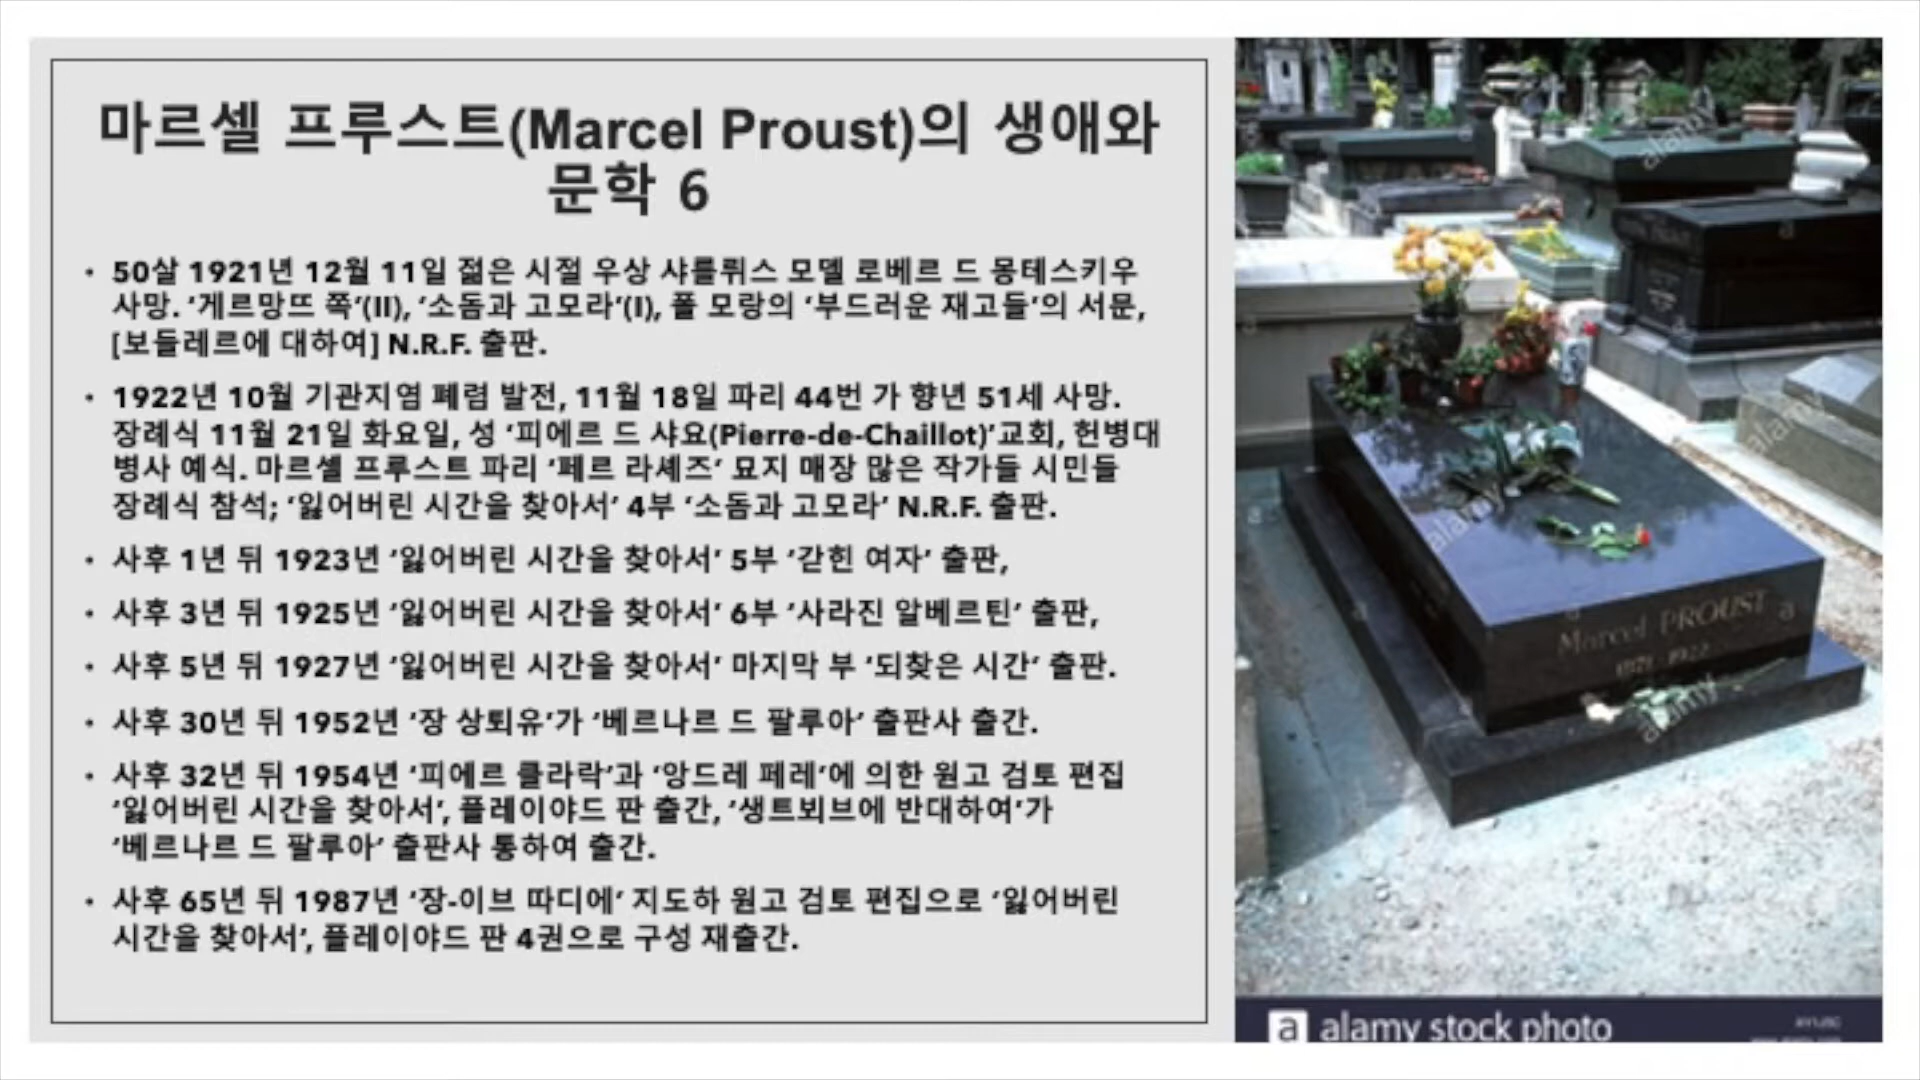 마르셀 프루스트(Marcel Proust)의 생애와
문학 6
• 50살 1921년 12월 11일 젊은 시절 우상 샤를뤼스 모델 로베르 드 몽테스키우
사망. ‘게르망뜨 쪽’(II), ‘소돔과 고모라’(I), 폴 모랑의 ‘부드러운 재고들’의 서문,
[보들레르에 대하여] N.R.F. 출판.
• 1922년 10월 기관지염 폐렴 발전, 11월 18일 파리 44번 가 향년 51세 사망.
장례식 11월 21일 화요일, 성 ‘피에르 드 샤요(Pierre-de-Chaillot)’교회, 헌병대
병사 예식. 마르셀 프루스트 파리 ‘페르 라셰즈’ 묘지 매장 많은 작가들 시민들
장례식 참석; ‘잃어버린 시간을 찾아서’ 4부 ‘소돔과 고모라’ N.R.F. 출판.
• 사후 1년 뒤 1923년 ‘잃어버린 시간을 찾아서’ 5부 ‘갇힌 여자’ 출판,
• 사후 3년 뒤 1925년 ‘잃어버린 시간을 찾아서’ 6부 ‘사라진 알베르틴’ 출판,
• 사후 5년 뒤 1927년 ‘잃어버린 시간을 찾아서’ 마지막 부 ‘되찾은 시간’ 출판.
• 사후 30년 뒤 1952년 ‘장 상퇴유’가 ‘베르나르 드 팔루아’ 출판사 출간.
• 사후 32년 뒤 1954년 ‘피에르 클라락’과 ‘앙드레 페레’에 의한 원고 검토 편집
‘잃어버린 시간을 찾아서’, 플레이야드 판 출간, ‘생트뵈브에 반대하여’가
‘베르나르 드 팔루아’ 출판사 통하여 출간.
• 사후 65년 뒤 1987년 ‘장-이브 따디에’ 지도하 원고 검토 편집으로 ‘잃어버린
시간을 찾아서’, 플레이야드 판 4권으로 구성 재출간.
Marcel PROUST
1871 - 1922
alamy
alamy
alamy
alamy
a alamy stock photo